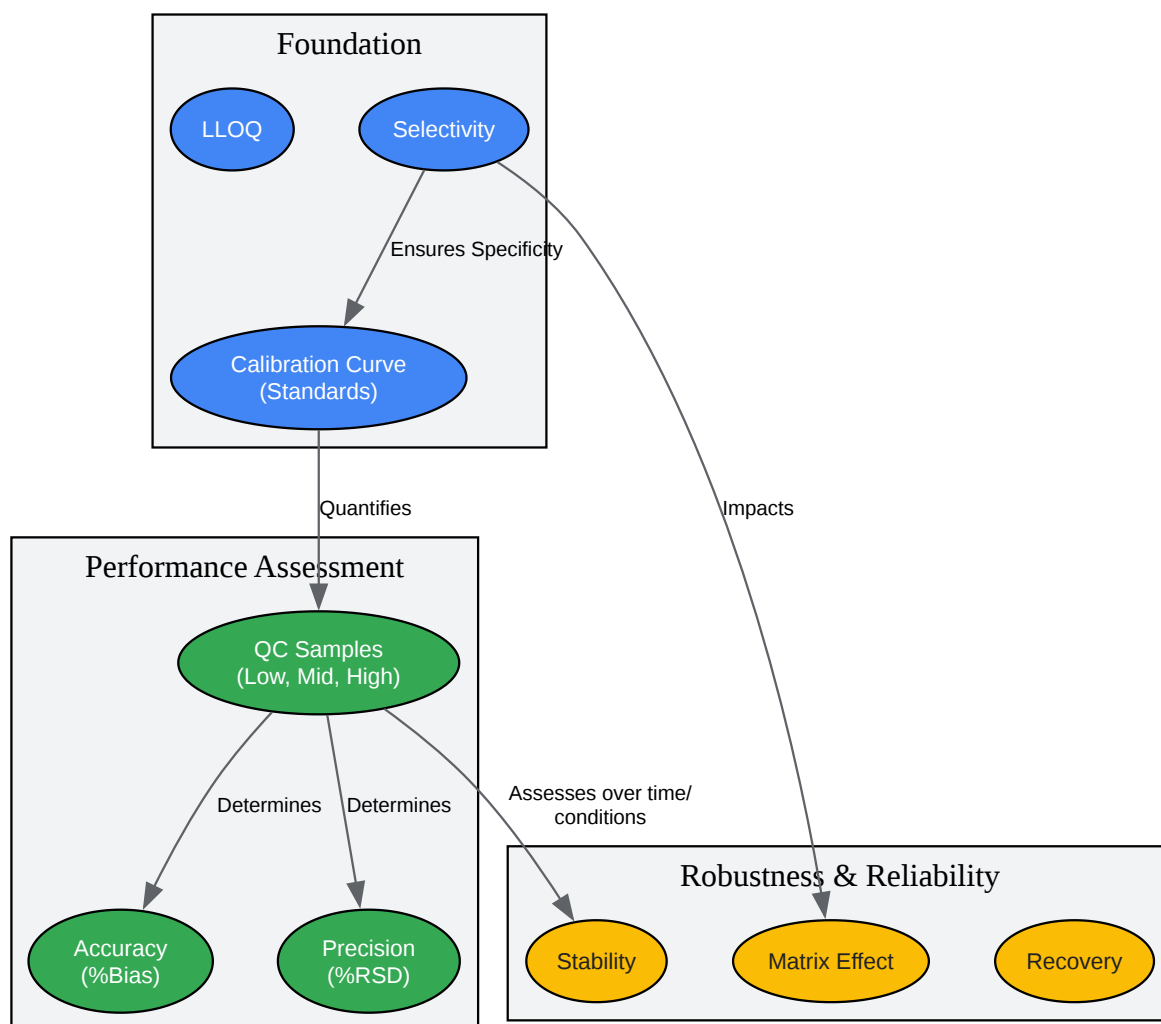 Foundation
LLOQ
Selectivity
Ensures Specificity
Calibration Curve
(Standards)
Quantifies
Impacts
Performance Assessment
QC Samples
(Low, Mid, High)
Determines
Determines
Assesses over time/
conditions
Robustness & Reliability
Accuracy
(%Bias)
Precision
(%RSD)
Stability
Matrix Effect
Recovery